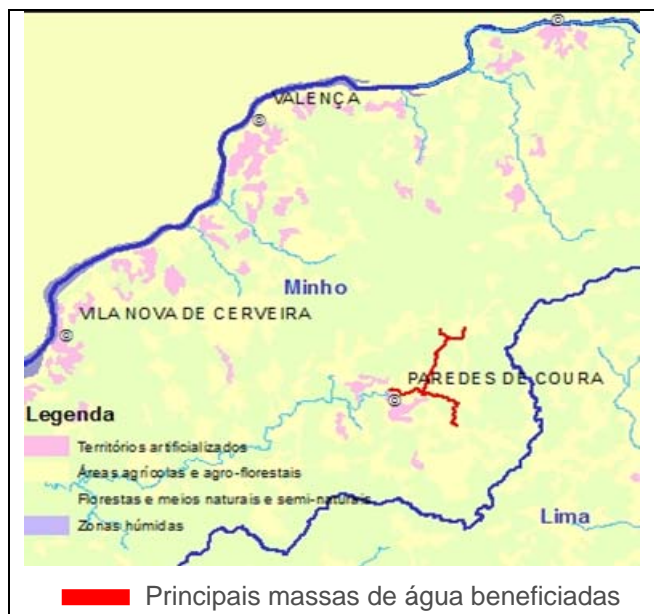 VALENÇA
Minho
VILA NOVA DE CERVEIRA
PAREDES DE COURA
Legenda
Territórios artificializados
Áreas agrícolas e agro-florestais
Florestas e meios naturais e semi-naturais
Zonas húmidas
Lima
Principais massas de água beneficiadas